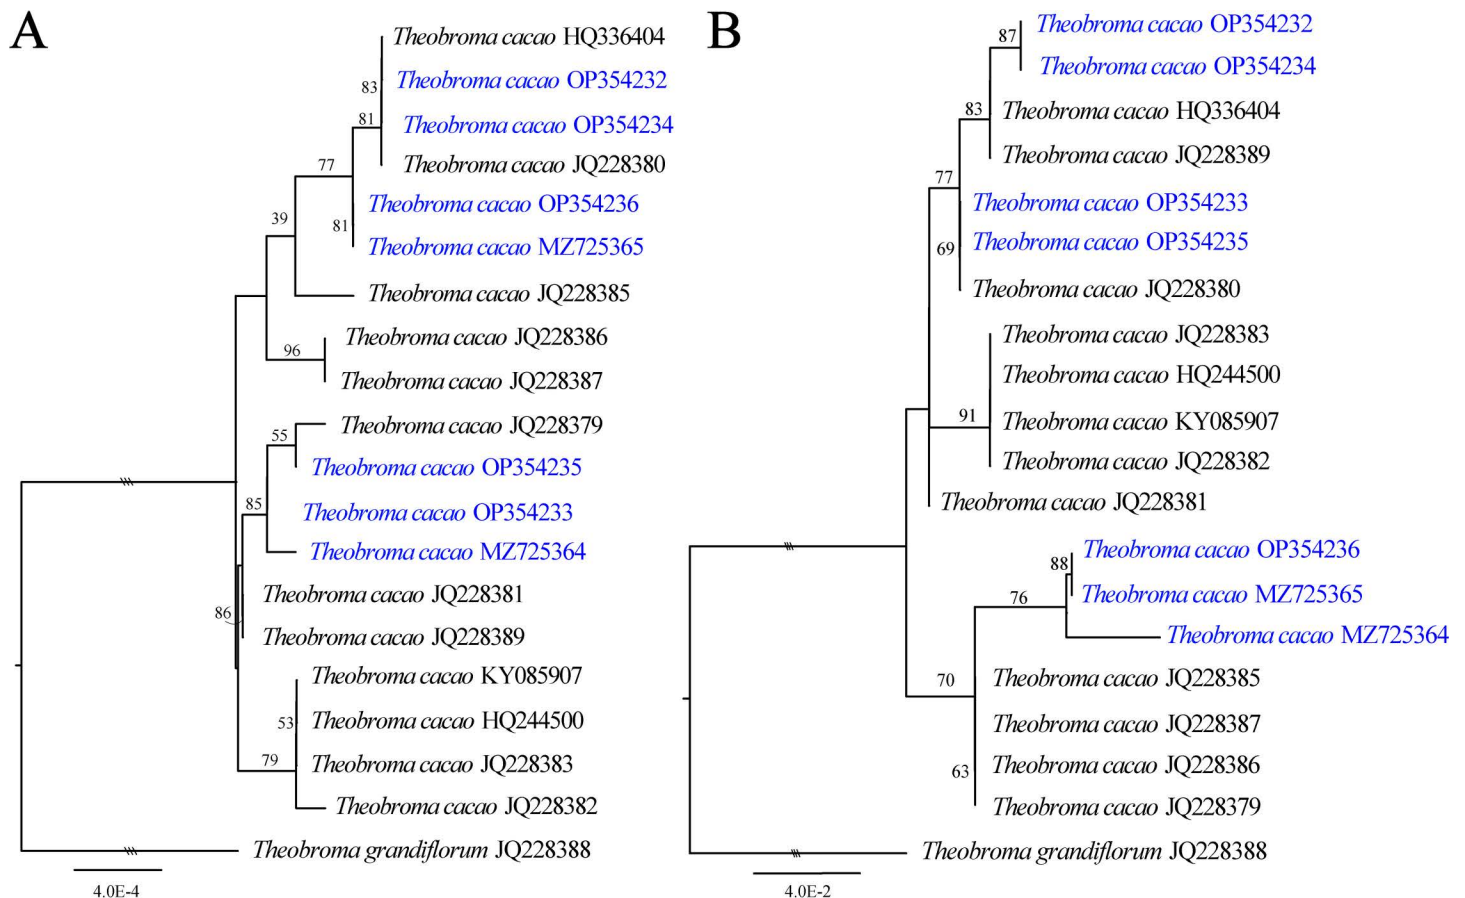 A
Theobroma cacao HQ336404
Theobroma cacao OP354232
83
Theobroma cacao OP354234
81
Theobroma cacao JQ228380
77
Theobroma cacao OP354236
39
81
Theobroma cacao MZ725365
Theobroma cacao JQ228385
Theobroma cacao JQ228386
96
Theobroma cacao JQ228387
Theobroma cacao JQ228379
55
Theobroma cacao OP354235
85
Theobroma cacao OP354233
Theobroma cacao MZ725364
Theobroma cacao JQ228381
86
Theobroma cacao JQ228389
Theobroma cacao KY085907
53
Theobroma cacao HQ244500
79
Theobroma cacao JQ228383
Theobroma cacao JQ228382
Theobroma grandiflorum JQ228388
4.0E-4
B
Theobroma cacao OP354232
87
Theobroma cacao OP354234
83
Theobroma cacao HQ336404
Theobroma cacao JQ228389
77
Theobroma cacao OP354233
69
Theobroma cacao OP354235
Theobroma cacao JQ228380
Theobroma cacao JQ228383
Theobroma cacao HQ244500
91
Theobroma cacao KY085907
Theobroma cacao JQ228382
Theobroma cacao JQ228381
Theobroma cacao OP354236
88
76
Theobroma cacao MZ725365
Theobroma cacao MZ725364
70
Theobroma cacao JQ228385
Theobroma cacao JQ228387
63
Theobroma cacao JQ228386
Theobroma cacao JQ228379
Theobroma grandiflorum JQ228388
4.0E-2